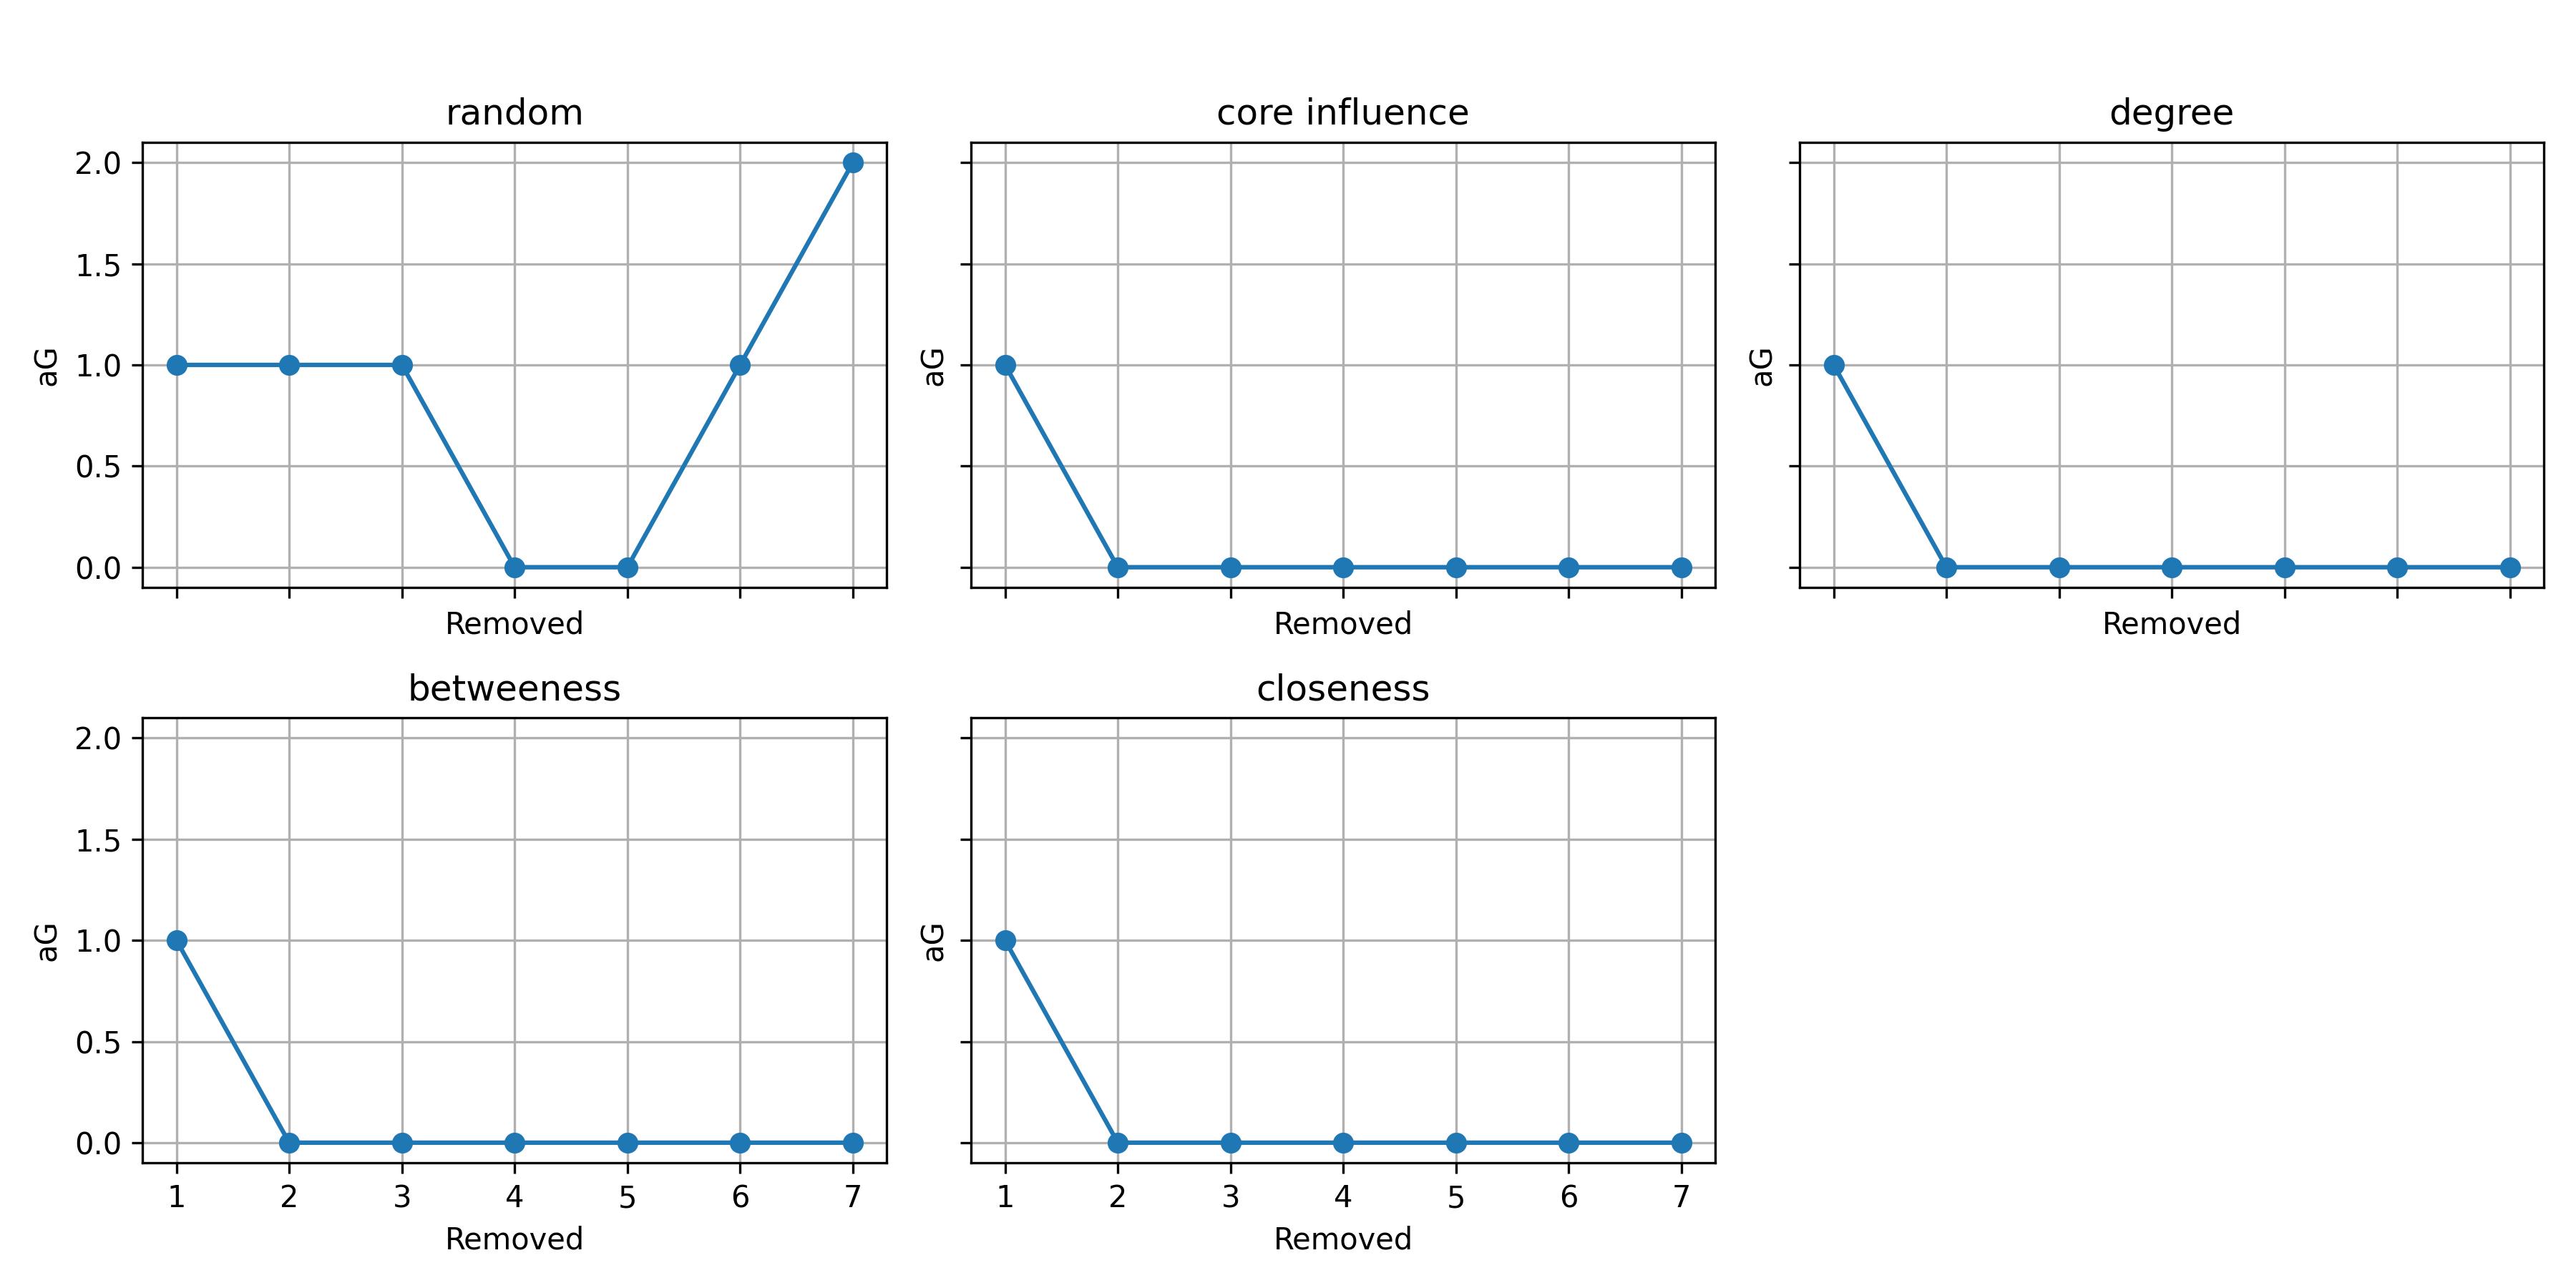 random
core influence
degree
2.0
1.5
1.0
0.5
0.0
aG
aG
aG
Removed
Removed
Removed
betweeness
closeness
2.0
1.5
1.0
0.5
0.0
aG
aG
1 2 3 4 5 6 7
1 2 3 4 5 6 7
Removed
Removed